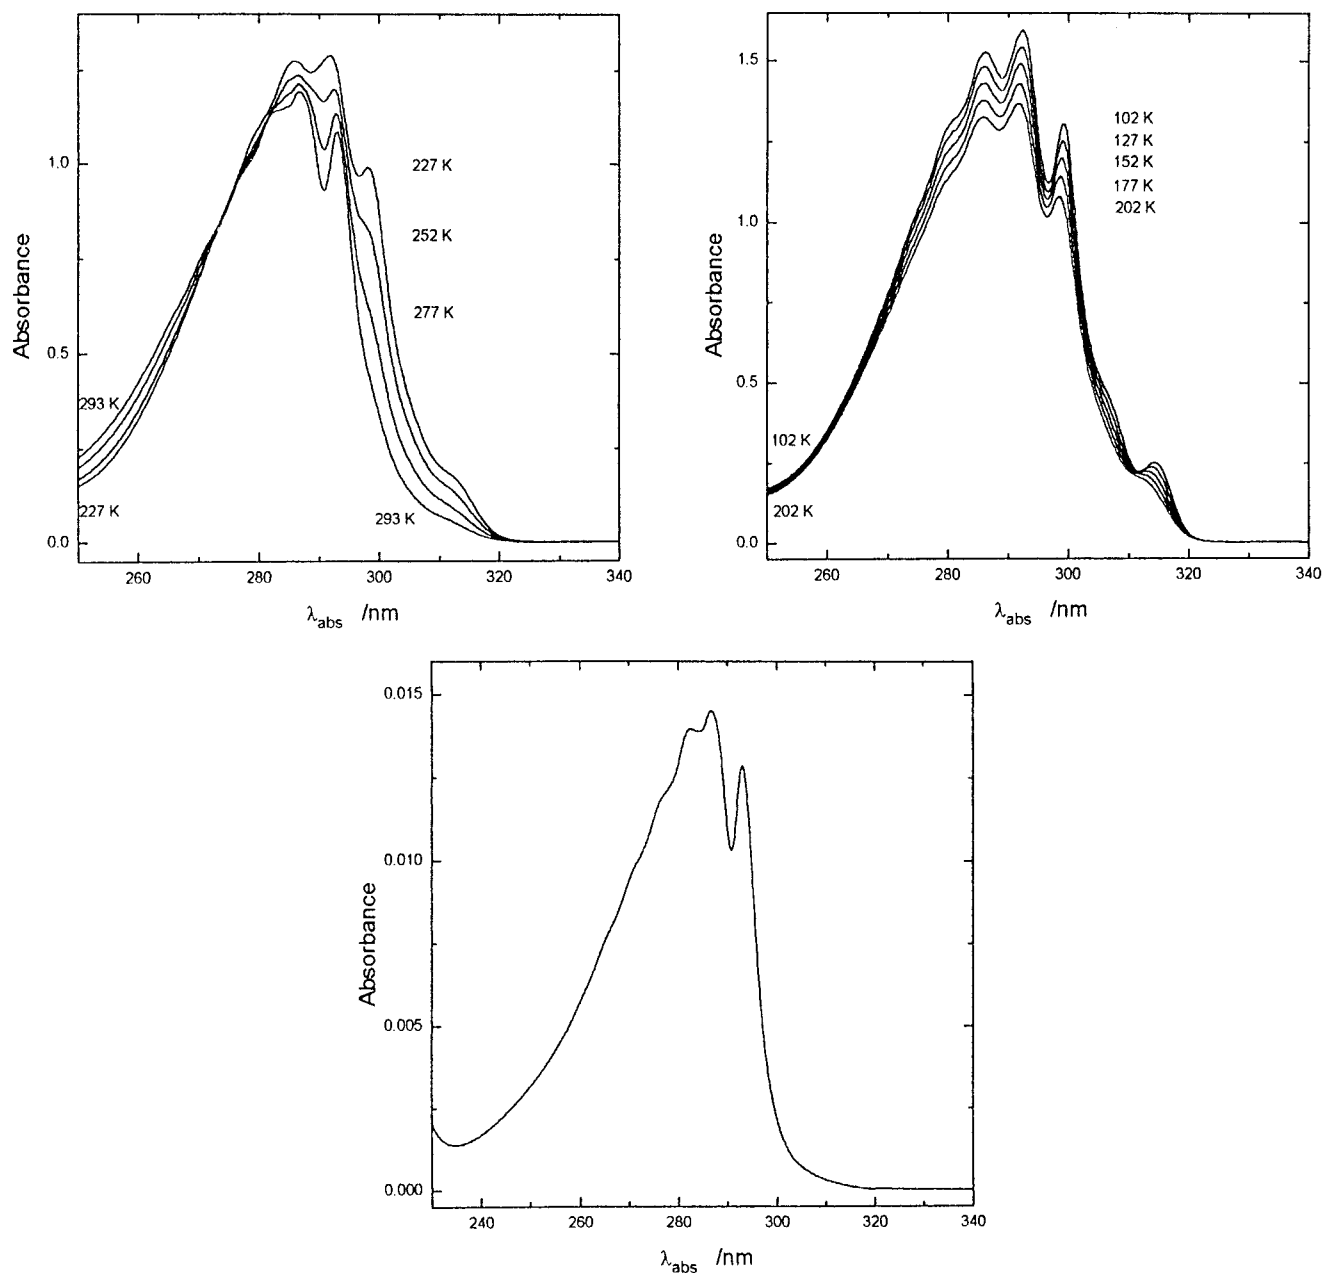 Absorbance
1.0
0.5
0.0
227 K
252 K
277 K
293 K
293 K
227 K
260 280 300 320 340
λabs /nm
Absorbance
1.5
1.0
0.5
0.0
102 K
127 K
152 K
177 K
202 K
102 K
202 K
260 280 300 320 340
λabs /nm
Absorbance
0.015
0.010
0.005
0.000
240 260 280 300 320 340
λabs /nm